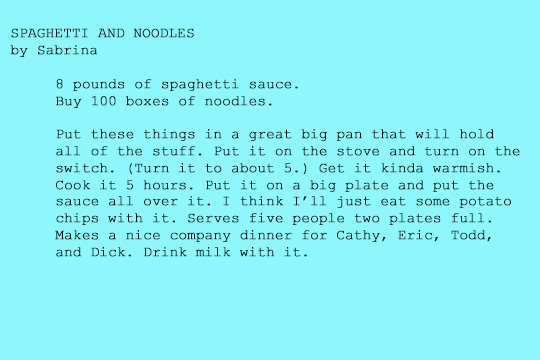 SPAGHETTI AND NOODLES
by Sabrina
8 pounds of spaghetti sauce.
Buy 100 boxes of noodles.
Put these things in a great big pan that will hold
all of the stuff. Put it on the stove and turn on the
switch. (Turn it to about 5.) Get it kinda warmish.
Cook it 5 hours. Put it on a big plate and put the
sauce all over it. I think I’ll just eat some potato
chips with it. Serves five people two plates full.
Makes a nice company dinner for Cathy, Eric, Todd,
and Dick. Drink milk with it.